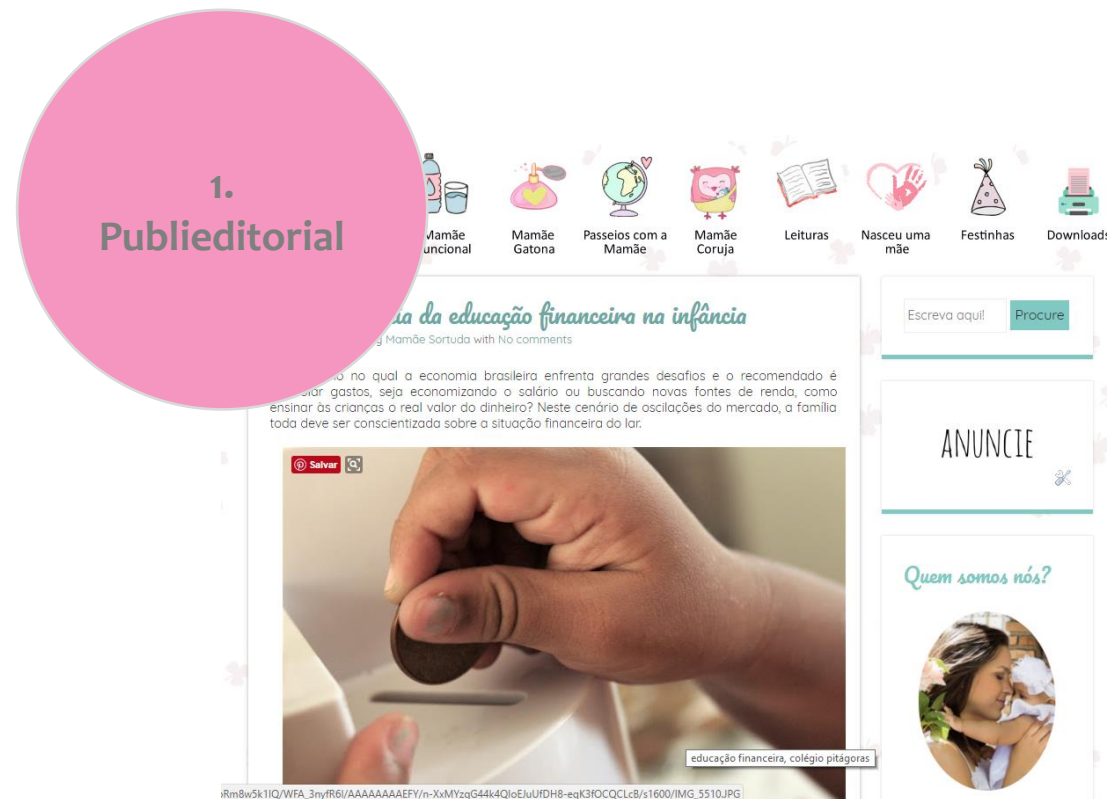 1.
Publieditorial
Mamãe
Mamãe
Gatona
Passeios com a
Mamãe
Mamãe
Coruja
Leituras
Nasceu uma
mãe
Festinhas
Downloads
da educação financeira na infância
Mamãe Sortuda with No comments
no qual a economia brasileira enfrenta grandes desafios e o recomendado é
gastos, seja economizando o salário ou buscando novas fontes de renda, como
ensinar às crianças o real valor do dinheiro? Neste cenário de oscilações do mercado, a família
toda deve ser conscientizada sobre a situação financeira do lar.
Escreva aqui!
Procure
ANUNCIE
Salvar
Quem somos nós?
educação financeira, colégio pitágoras